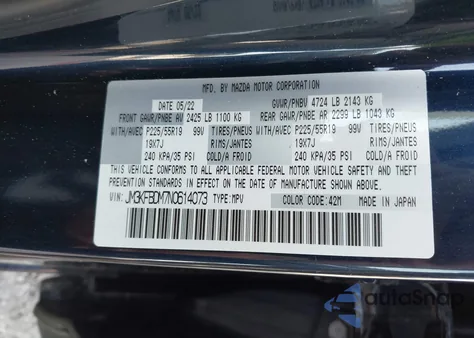 MFD. BY MAZDA MOTOR CORPORATION
DATE 05/22 GVWR/PNBV 4724 LB 2143 KG
FRONT GAWR/PNBE AV 2425 LB 1100 KG REAR GAWR/PNBE AR 2299 LB 1043 KG
WITH/AVEC P225/55R19 99W TIRES/PNEUS WITH/AVEC P225/55R19 99W TIRES/PNEUS
19X7J RIMS/JANTES 19X7J RIMS/JANTES
240 KPA/35 PSI COLD/A FROID 240 KPA/35 PSI COLD/A FROID
THIS VEHICLE CONFORMS TO ALL APPLICABLE FEDERAL MOTOR VEHICLE SAFETY,
BUMPER, AND THEFT PREVENTION STANDARDS
IN EFFECT ON THE DATE OF MANUFACTURE SHOWN ABOVE.
VIN: JM3KFBDM7N0614073 TYPE: MPV COLOR CODE: 42M MADE IN JAPAN
autoSnap